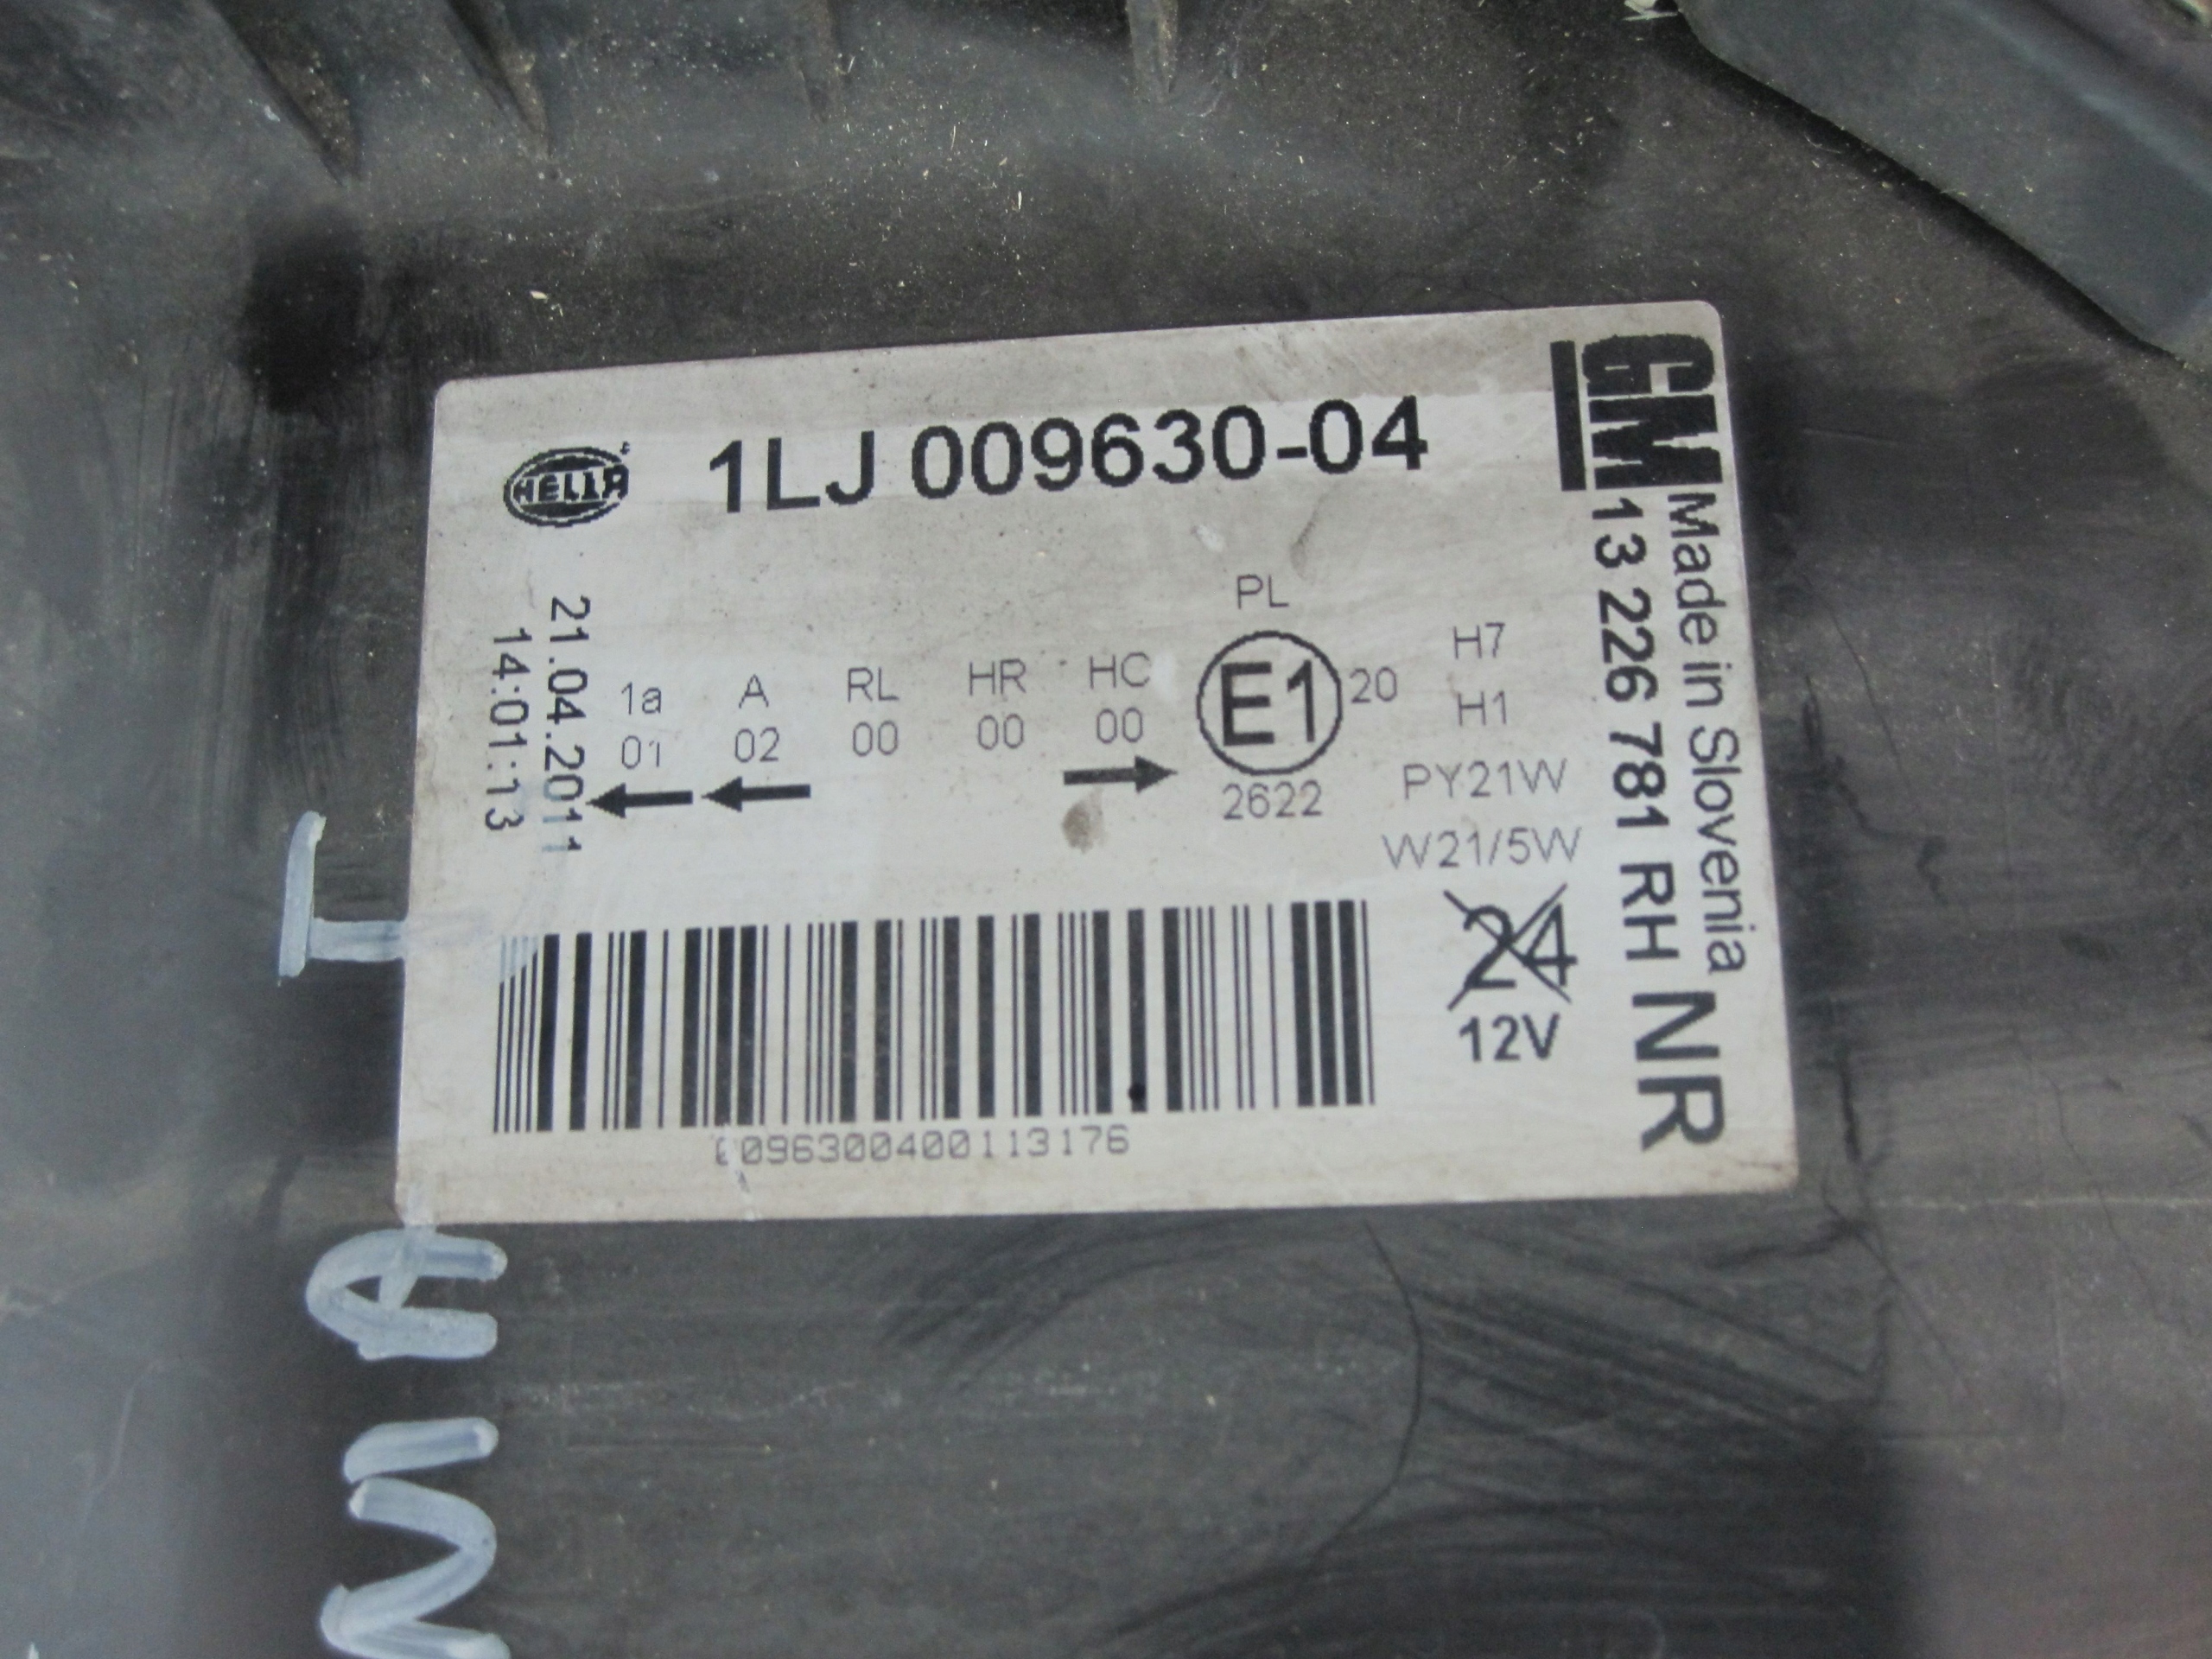 HELLA
1LJ 009630-04
GM
13 226 781 RH NR
Made in Slovenia
21.04.2011
14:01:13
1a A RL HR HC PL
01 02 00 00 00 E1 20
2622
H7
H1
PY21W
W21/5W
24
12V
096300400113176